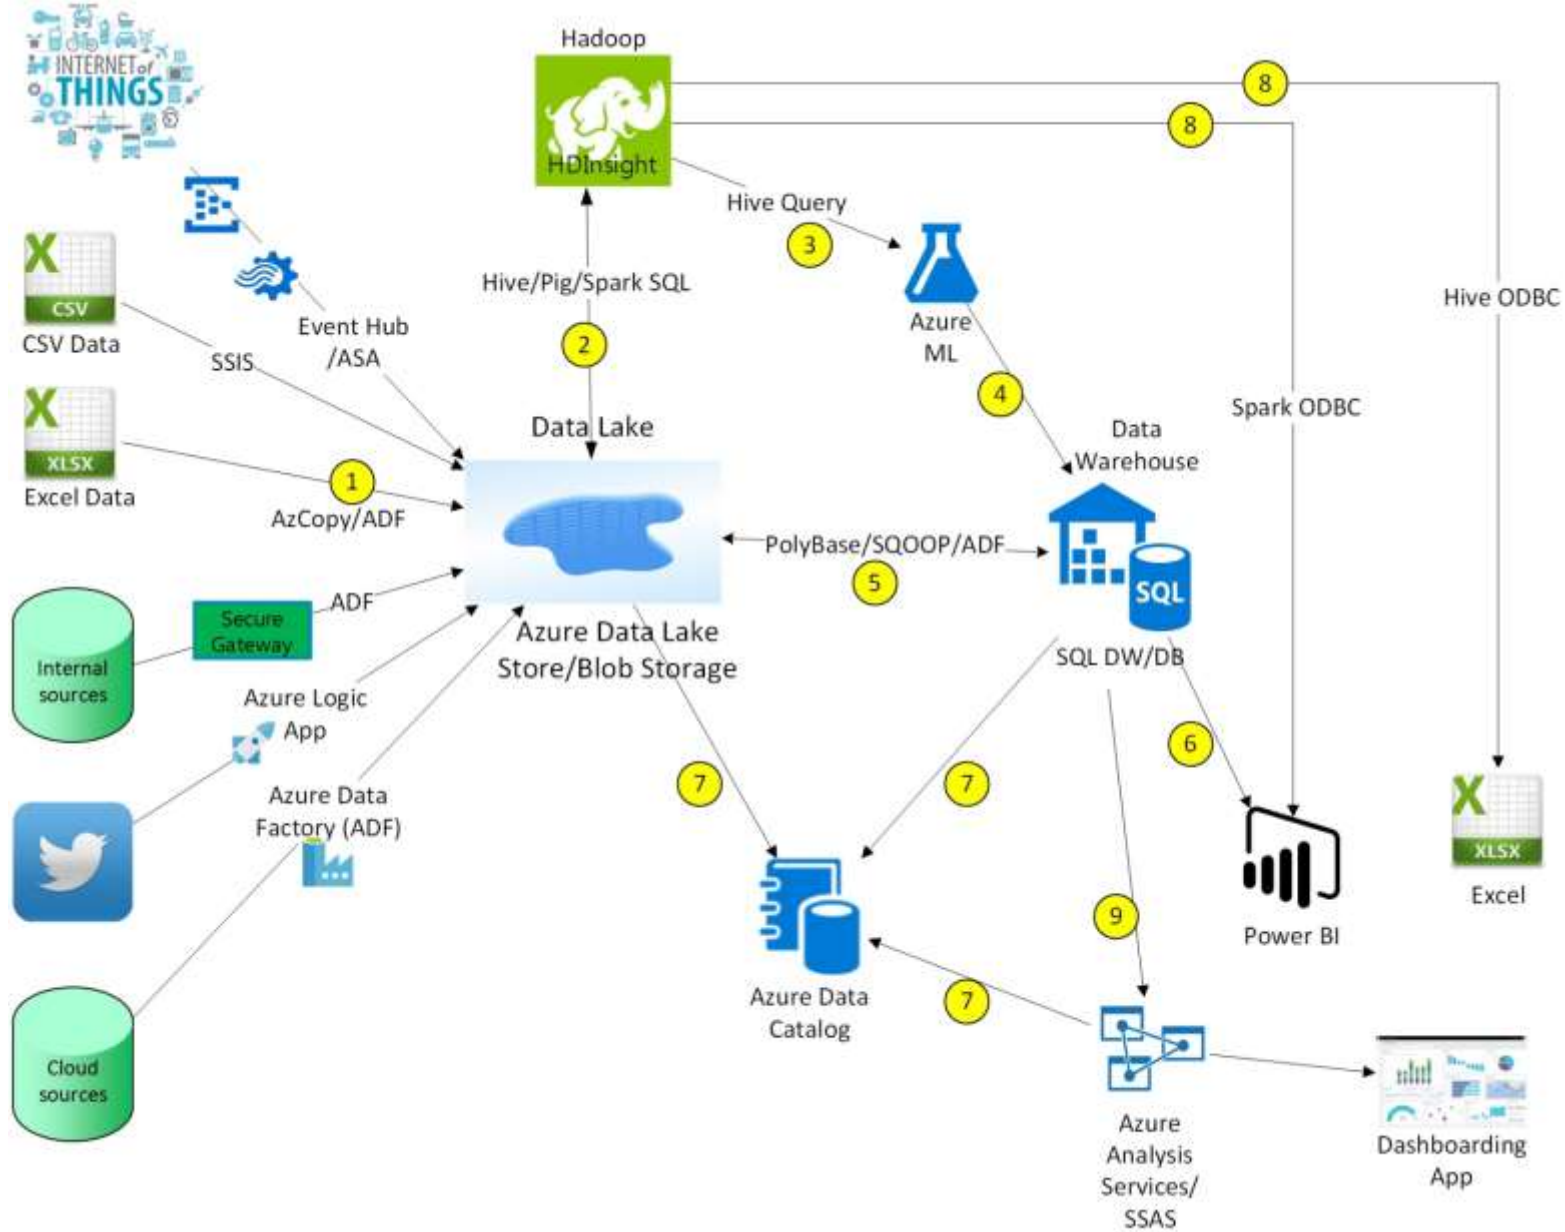 INTERNET of
THINGS
Hadoop
HDInsight
8
8
Hive Query
3
Hive/Pig/Spark SQL
2
Azure
ML
4
Hive ODBC
Spark ODBC
X
CSV
CSV Data
SSIS
Event Hub
/ASA
X
XLSX
Excel Data
1
AzCopy/ADF
Data Lake
Data
Warehouse
PolyBase/SQOOP/ADF
5
SQL
SQL DW/DB
Internal
sources
Secure
Gateway
ADF
Azure Data Lake
Store/Blob Storage
Azure Logic
App
Azure Data
Factory (ADF)
7
7
6
9
7
Cloud
sources
Azure Data
Catalog
Power BI
X
XLSX
Excel
Azure
Analysis
Services/
SSAS
Dashboarding
App